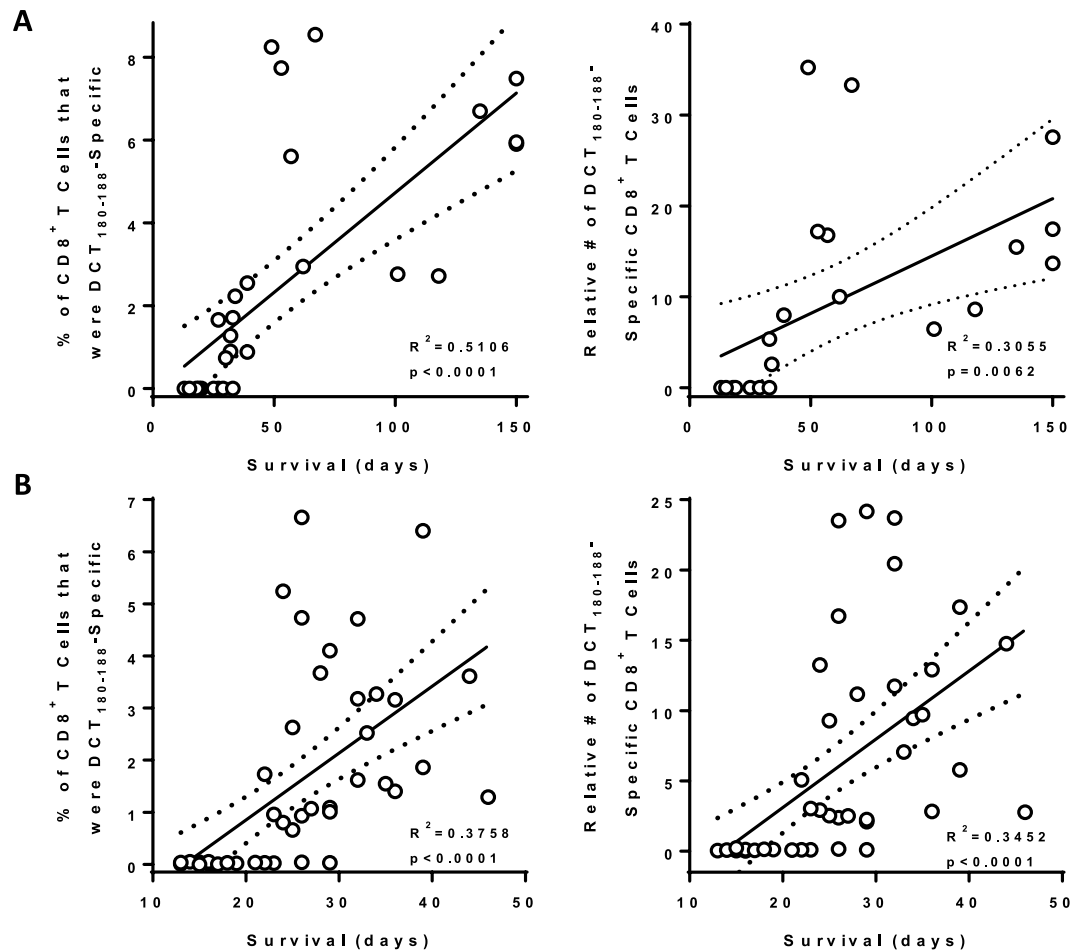 A
% of CD8+ T Cells that
were DCT180-188-Specific
8
6
4
2
0
R2=0.5106
p<0.0001
0 50 100 150
Survival (days)
Relative # of DCT180-188-
Specific CD8+ T Cells
40
30
20
10
0
R2=0.3055
p=0.0062
0 50 100 150
Survival (days)
B
% of CD8+ T Cells that
were DCT180-188-Specific
7
6
5
4
3
2
1
0
R2=0.3758
p<0.0001
10 20 30 40 50
Survival (days)
Relative # of DCT180-188-
Specific CD8+ T Cells
25
20
15
10
5
0
R2=0.3452
p<0.0001
10 20 30 40 50
Survival (days)